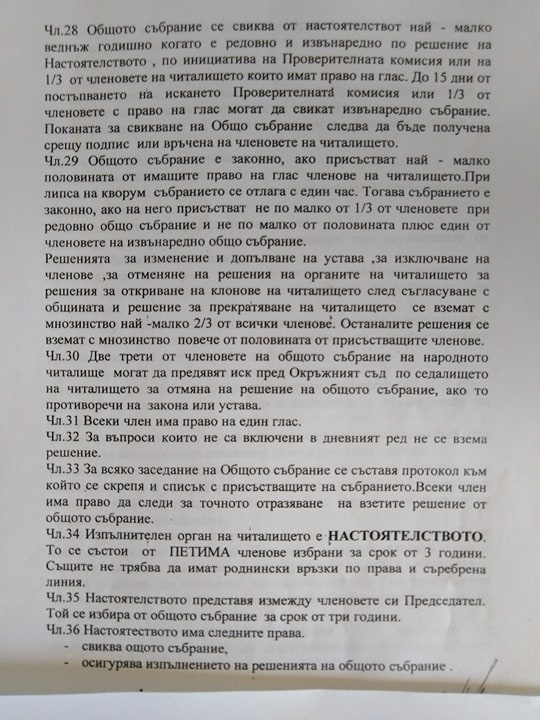 Чл.28 Общото събрание се свиква от настоятелствот най - малко
веднъж годишно когато е редовно и извънаредно по решение на
Настоятелството , по инициатива на Проверителната комисия или на
1/3 от членовете на читалището които имат право на глас. До 15 дни от
постъпването на искането Проверителната комисия или 1/3 от
членовете с право на глас могат да свикат извънаредно събрание.
Поканата за свикване на Общо събрание следва да бъде получена
срещу подпис или връчена на членовете на читалището.
Чл.29 Общото събрание е законно, ако присъстват най - малко
половината от имащите право на глас членове на читалището.При
липса на кворум събранието се отлага с един час. Тогава събранието е
законно, ако на него присъстват не по малко от 1/3 от членовете при
редовно общо събрание и не по малко от половината плюс един от
членовете на извънаредно общо събрание.
Решенията за изменение и допълване на устава ,за изключване на
членове ,за отменяне на решения на органите на читалището за
решения за откриване на клонове на читалището след съгласуване с
общината и решение за прекратяване на читалището се вземат с
мнозинство най -малко 2/3 от всички членове. Останалите решения се
вземат с мнозинство повече от половината от присъстващите членове.
Чл.30 Две трети от членовете на общото събрание на народното
читалище могат да предявят иск пред Окръжният съд по седалището
на читалището за отмяна на решение на общото събрание, ако то
противоречи на закона или устава.
Чл.31 Всеки член има право на един глас.
Чл.32 За въпроси които не са включени в дневният ред не се взема
решение.
Чл.33 За всяко заседание на Общото събрание се съставя протокол към
който се скрепя и списък с присъстващите на събранието.Всеки член
има право да следи за точното отразяване на взетите решение от
общото събрание.
Чл.34 Изпълнителен орган на читалището е НАСТОЯТЕЛСТВОТО.
То се състои от ПЕТИМА членове избрани за срок от 3 години.
Същите не трябва да имат роднински връзки по права и съребрена
линия.
Чл.35 Настоятелството представя измежду членовете си Председател.
Той се избира от общото събрание за срок от три години.
Чл.36 Настоятеството има следните права.
- свиква ощото събрание,
- осигурява изпълнението на решенията на общото събрание .